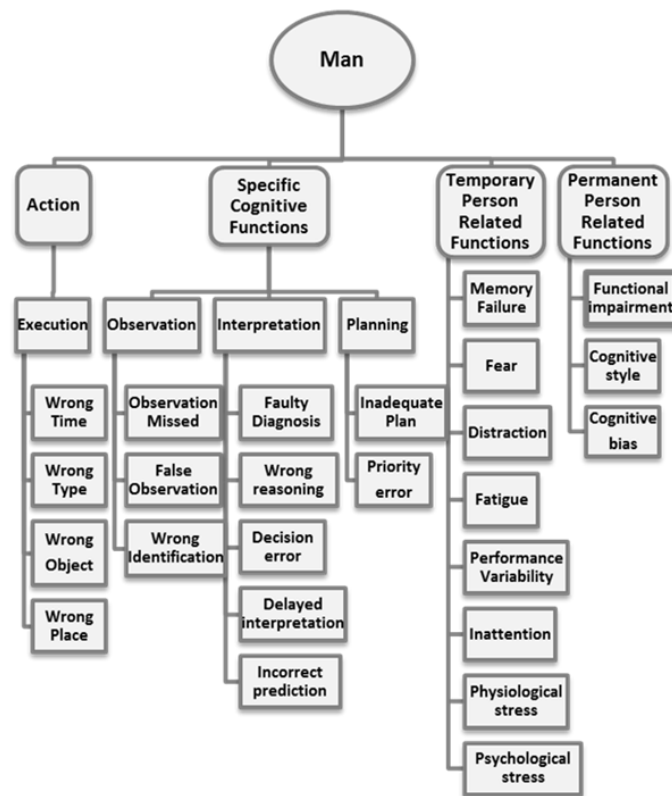 Man
Action
Specific
Cognitive
Functions
Temporary
Person
Related
Functions
Permanent
Person
Related
Functions
Execution
Observation
Interpretation
Planning
Wrong
Time
Wrong
Type
Wrong
Object
Wrong
Place
Observation
Missed
False
Observation
Wrong
Identification
Faulty
Diagnosis
Wrong
reasoning
Decision
error
Delayed
interpretation
Incorrect
prediction
Inadequate
Plan
Priority
error
Memory
Failure
Fear
Distraction
Fatigue
Performance
Variability
Inattention
Physiological
stress
Psychological
stress
Functional
impairment
Cognitive
style
Cognitive
bias